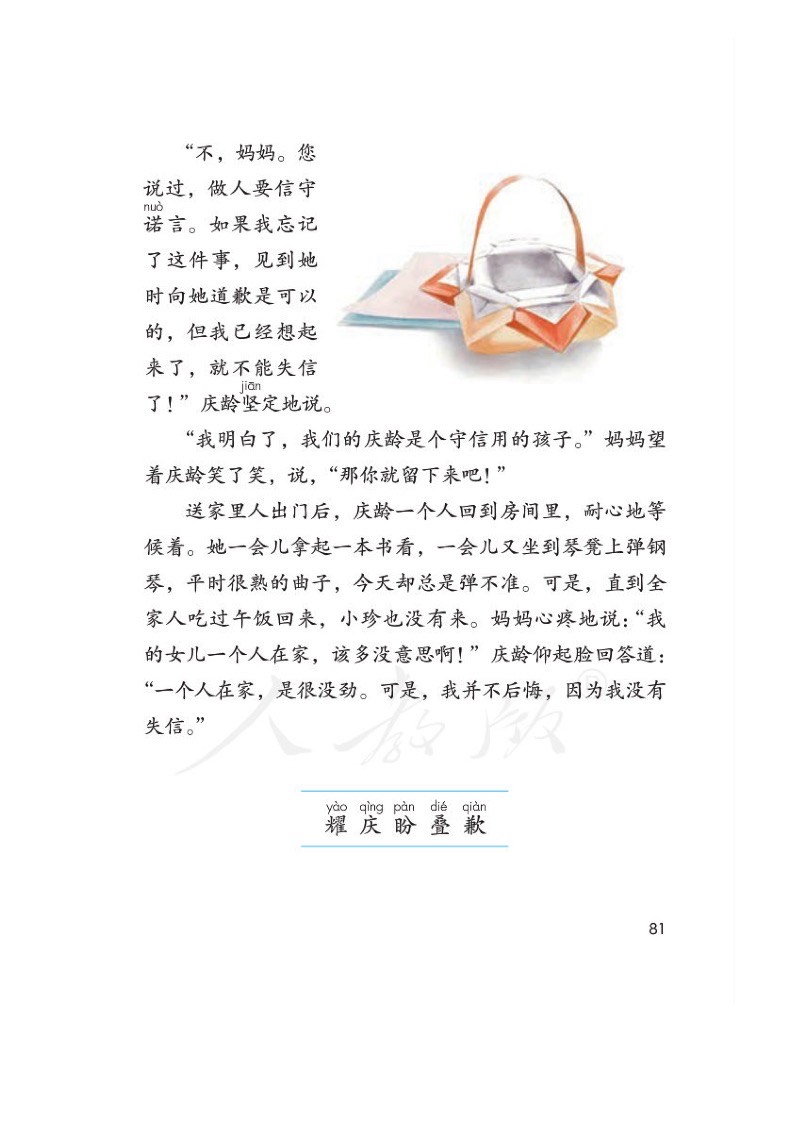 “不，妈妈。您
说过，做人要信守
nuò
诺言。如果我忘记
了这件事，见到她
时向她道歉是可以
的，但我已经想起
来了，就不能失信
jiān
了！”庆龄坚定地说。
“我明白了，我们的庆龄是个守信用的孩子。”妈妈望
着庆龄笑了笑，说，“那你就留下来吧！”
送家里人出门后，庆龄一个人回到房间里，耐心地等
候着。她一会儿拿起一本书看，一会儿又坐到琴凳上弹钢
琴，平时很熟的曲子，今天却总是弹不准。可是，直到全
家人吃过午饭回来，小珍也没有来。妈妈心疼地说：“我
的女儿一个人在家，该多没意思啊！”庆龄仰起脸回答道：
“一个人在家，是很没劲。可是，我并不后悔，因为我没有
失信。”
人教版®
yào qìng pàn dié qiàn
耀 庆 盼 叠 歉
81